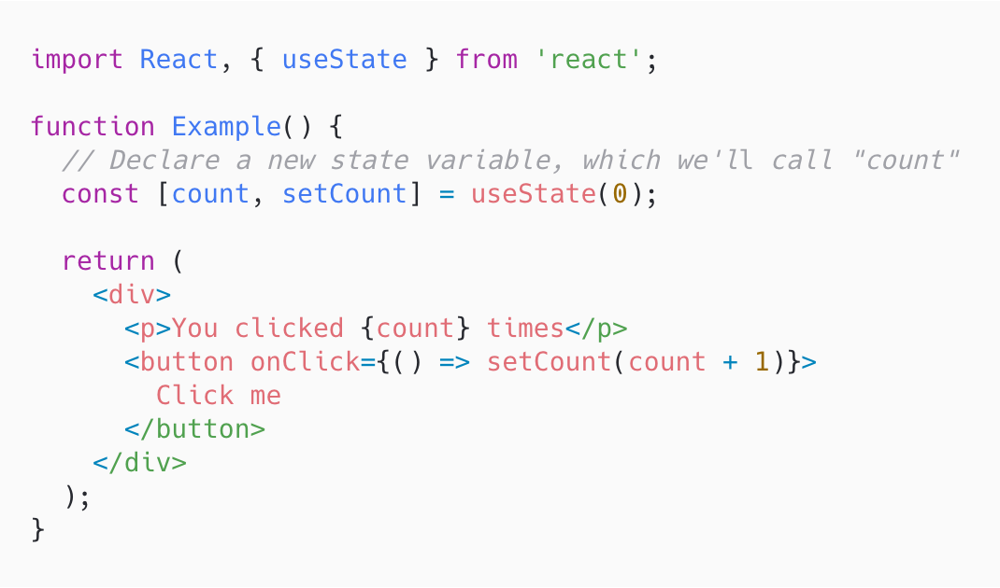 import React, { useState } from 'react';

function Example() {
  // Declare a new state variable, which we'll call "count"
  const [count, setCount] = useState(0);

  return (
    <div>
      <p>You clicked {count} times</p>
      <button onClick={() => setCount(count + 1)}>
        Click me
      </button>
    </div>
  );
}